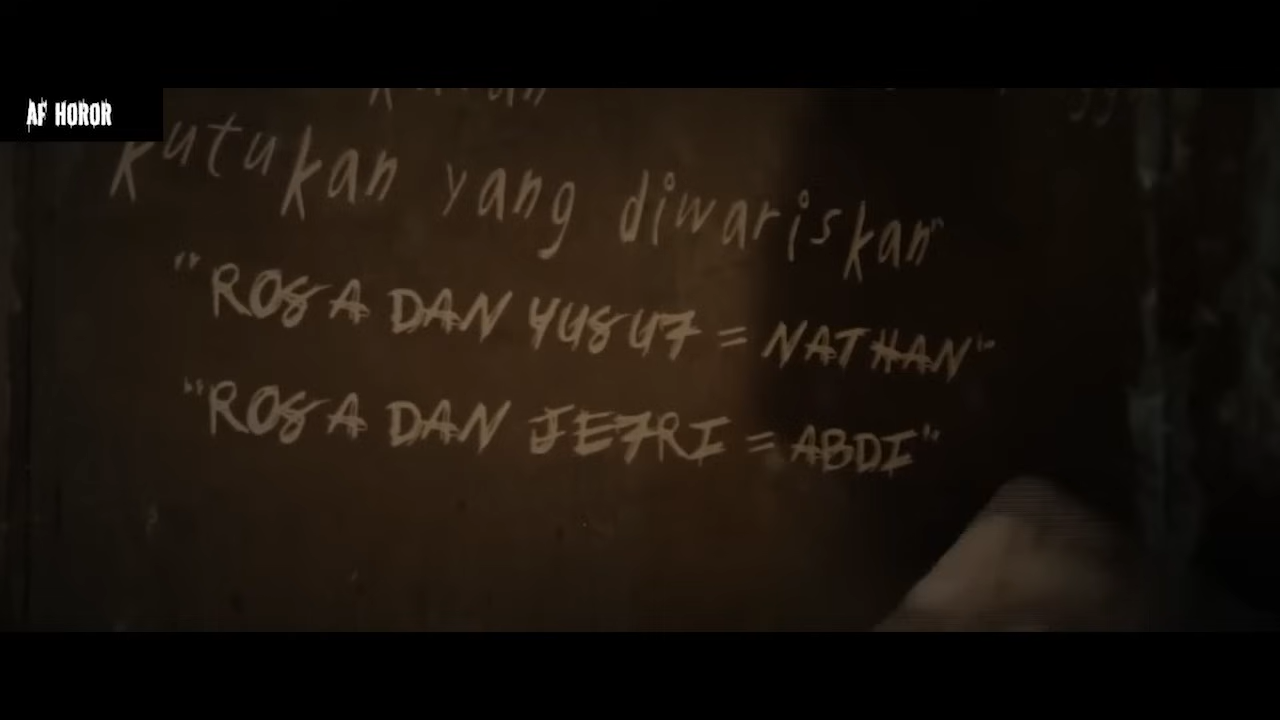 AF HOROR
kutukan yang diwariskan"
"ROSA DAN YUSUF = NATHAN"
"ROSA DAN JEFRI = ABDI"